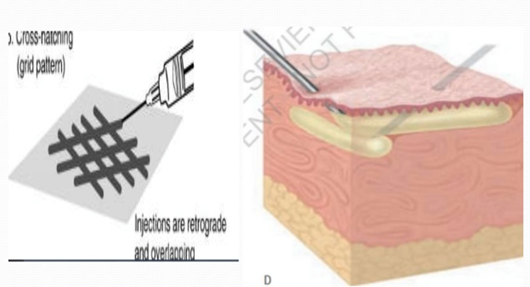 b. Cross-hatching
(grid pattern)
Injections are retrograde
and overlapping
D